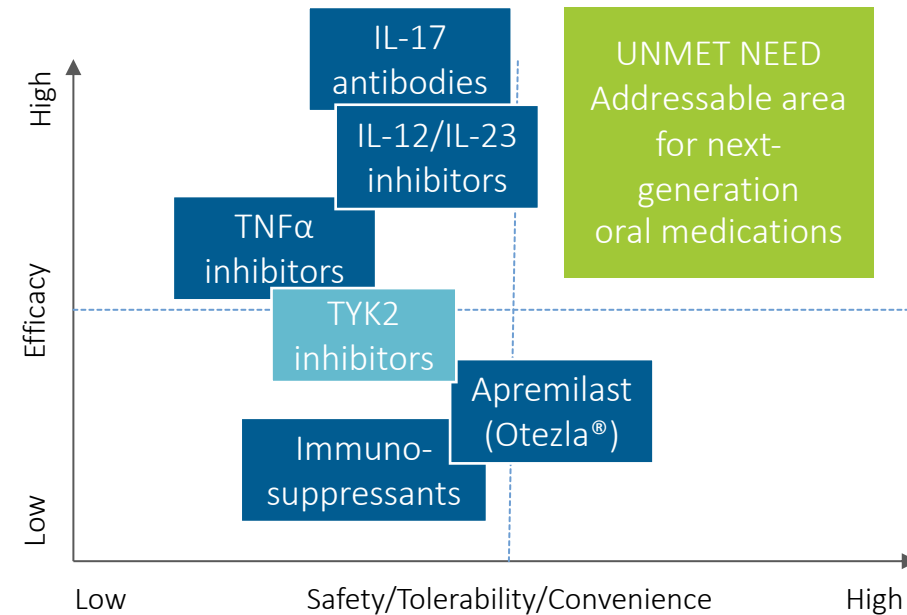 IL-17
antibodies
UNMET NEED
Addressable area
for next-
generation
oral medications
IL-12/IL-23
inhibitors
TNFα
inhibitors
TYK2
inhibitors
Apremilast
(Otezla®)
Immuno-
suppressants
High
Efficacy
Low
Low
Safety/Tolerability/Convenience
High